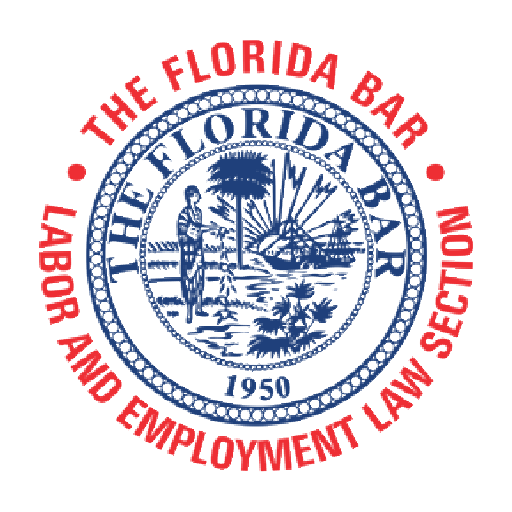 THE FLORIDA BAR
LABOR AND EMPLOYMENT LAW SECTION
THE FLORIDA BAR
1950